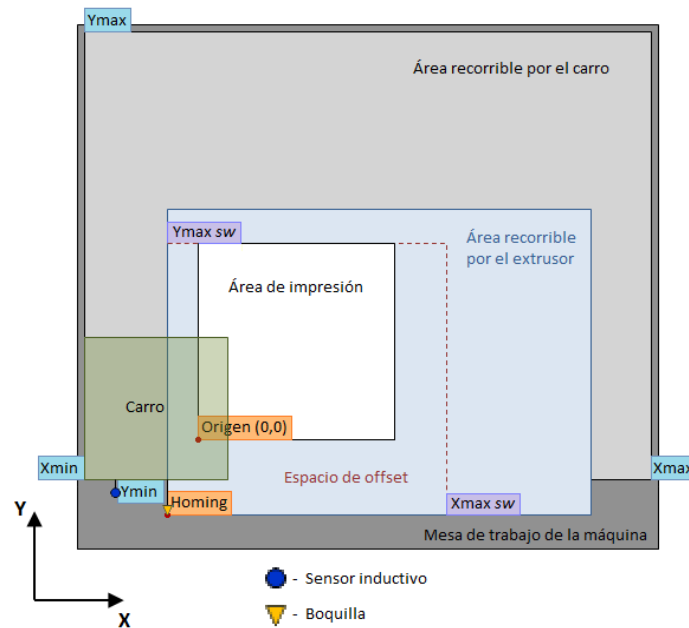 Ymax
Área recorrible por el carro
Ymax sw
Área recorrible
por el extrusor
Área de impresión
Carro
Origen (0,0)
Xmin
Xmax
Espacio de offset
Ymin
Homing
Xmax sw
Y
Mesa de trabajo de la máquina
- Sensor inductivo
X
- Boquilla